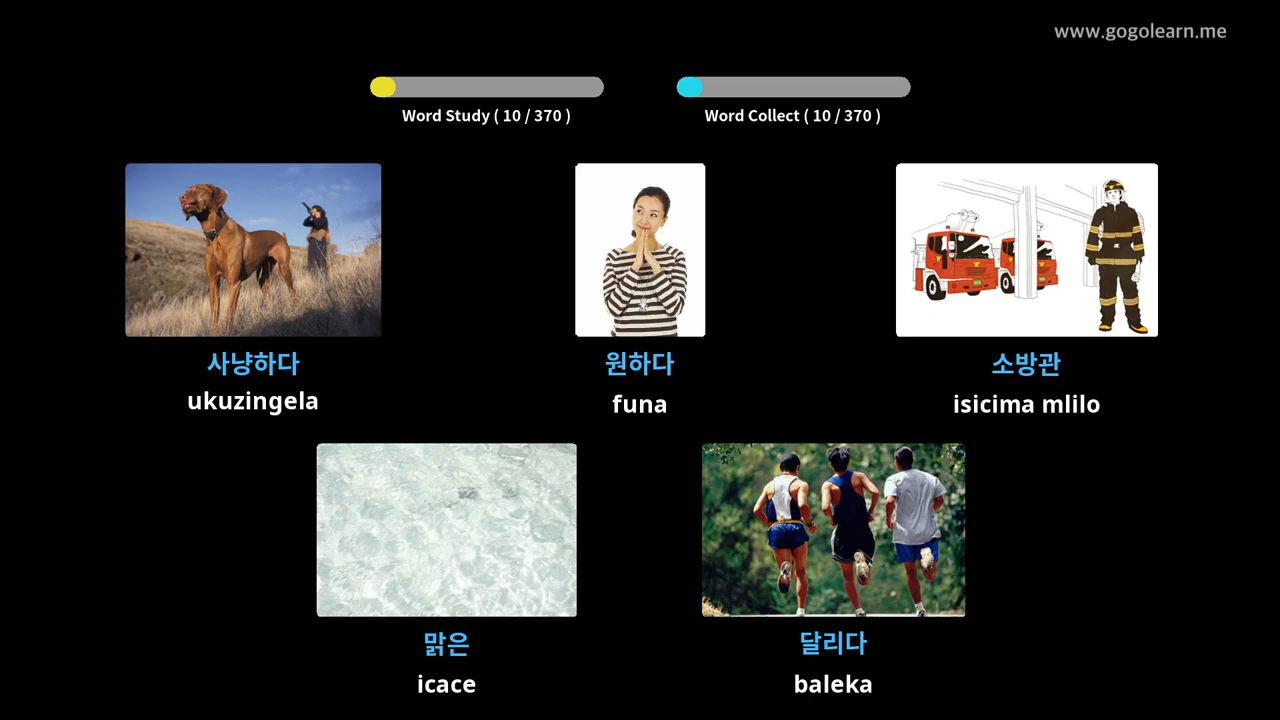 www.gogolearn.me
Word Study ( 10 / 370 )
Word Collect ( 10 / 370 )
사냥하다
ukuzingela
원하다
funa
소방관
isicima mlilo
맑은
icace
달리다
baleka